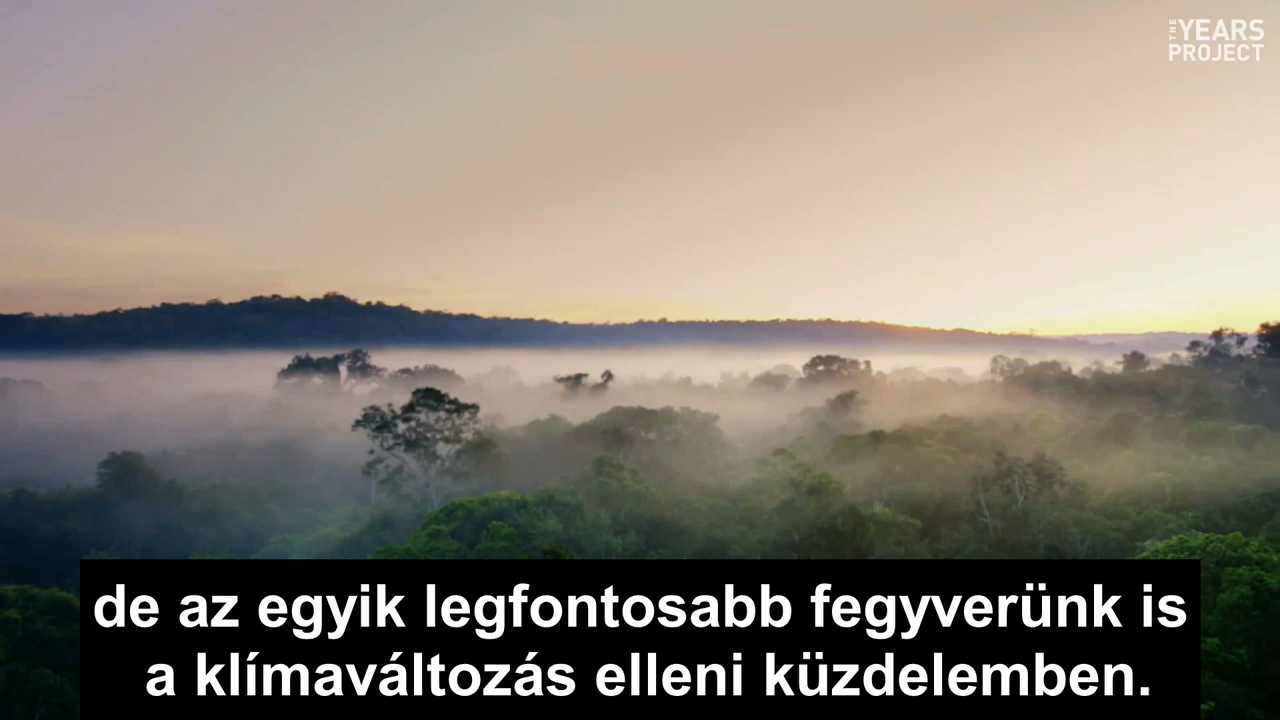 THE YEARS
PROJECT
de az egyik legfontosabb fegyverünk is
a klímaváltozás elleni küzdelemben.